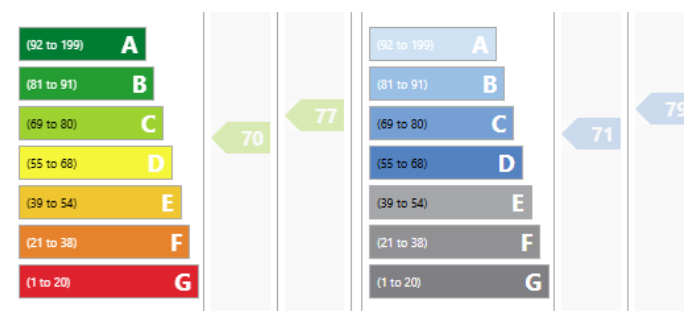 (92 to 199) A
(81 to 91) B
(69 to 80) C
(55 to 68) D
(39 to 54) E
(21 to 38) F
(1 to 20) G
70
77
(92 to 199) A
(81 to 91) B
(69 to 80) C
(55 to 68) D
(39 to 54) E
(21 to 38) F
(1 to 20) G
71
79